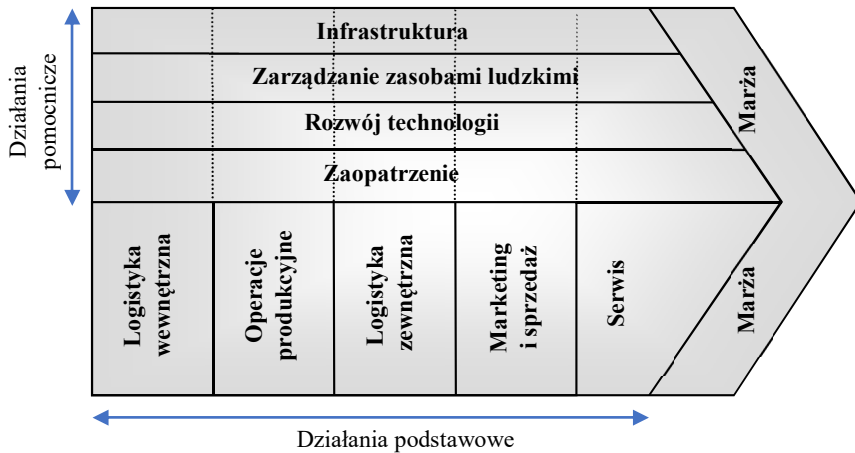 Działania
pomocnicze
Infrastruktura
Zarządzanie zasobami ludzkimi
Rozwój technologii
Zaopatrzenie
Marża
Logistyka
wewnętrzna
Operacje
produkcyjne
Logistyka
zewnętrzna
Marketing
i sprzedaż
Serwis
Marża
Działania podstawowe